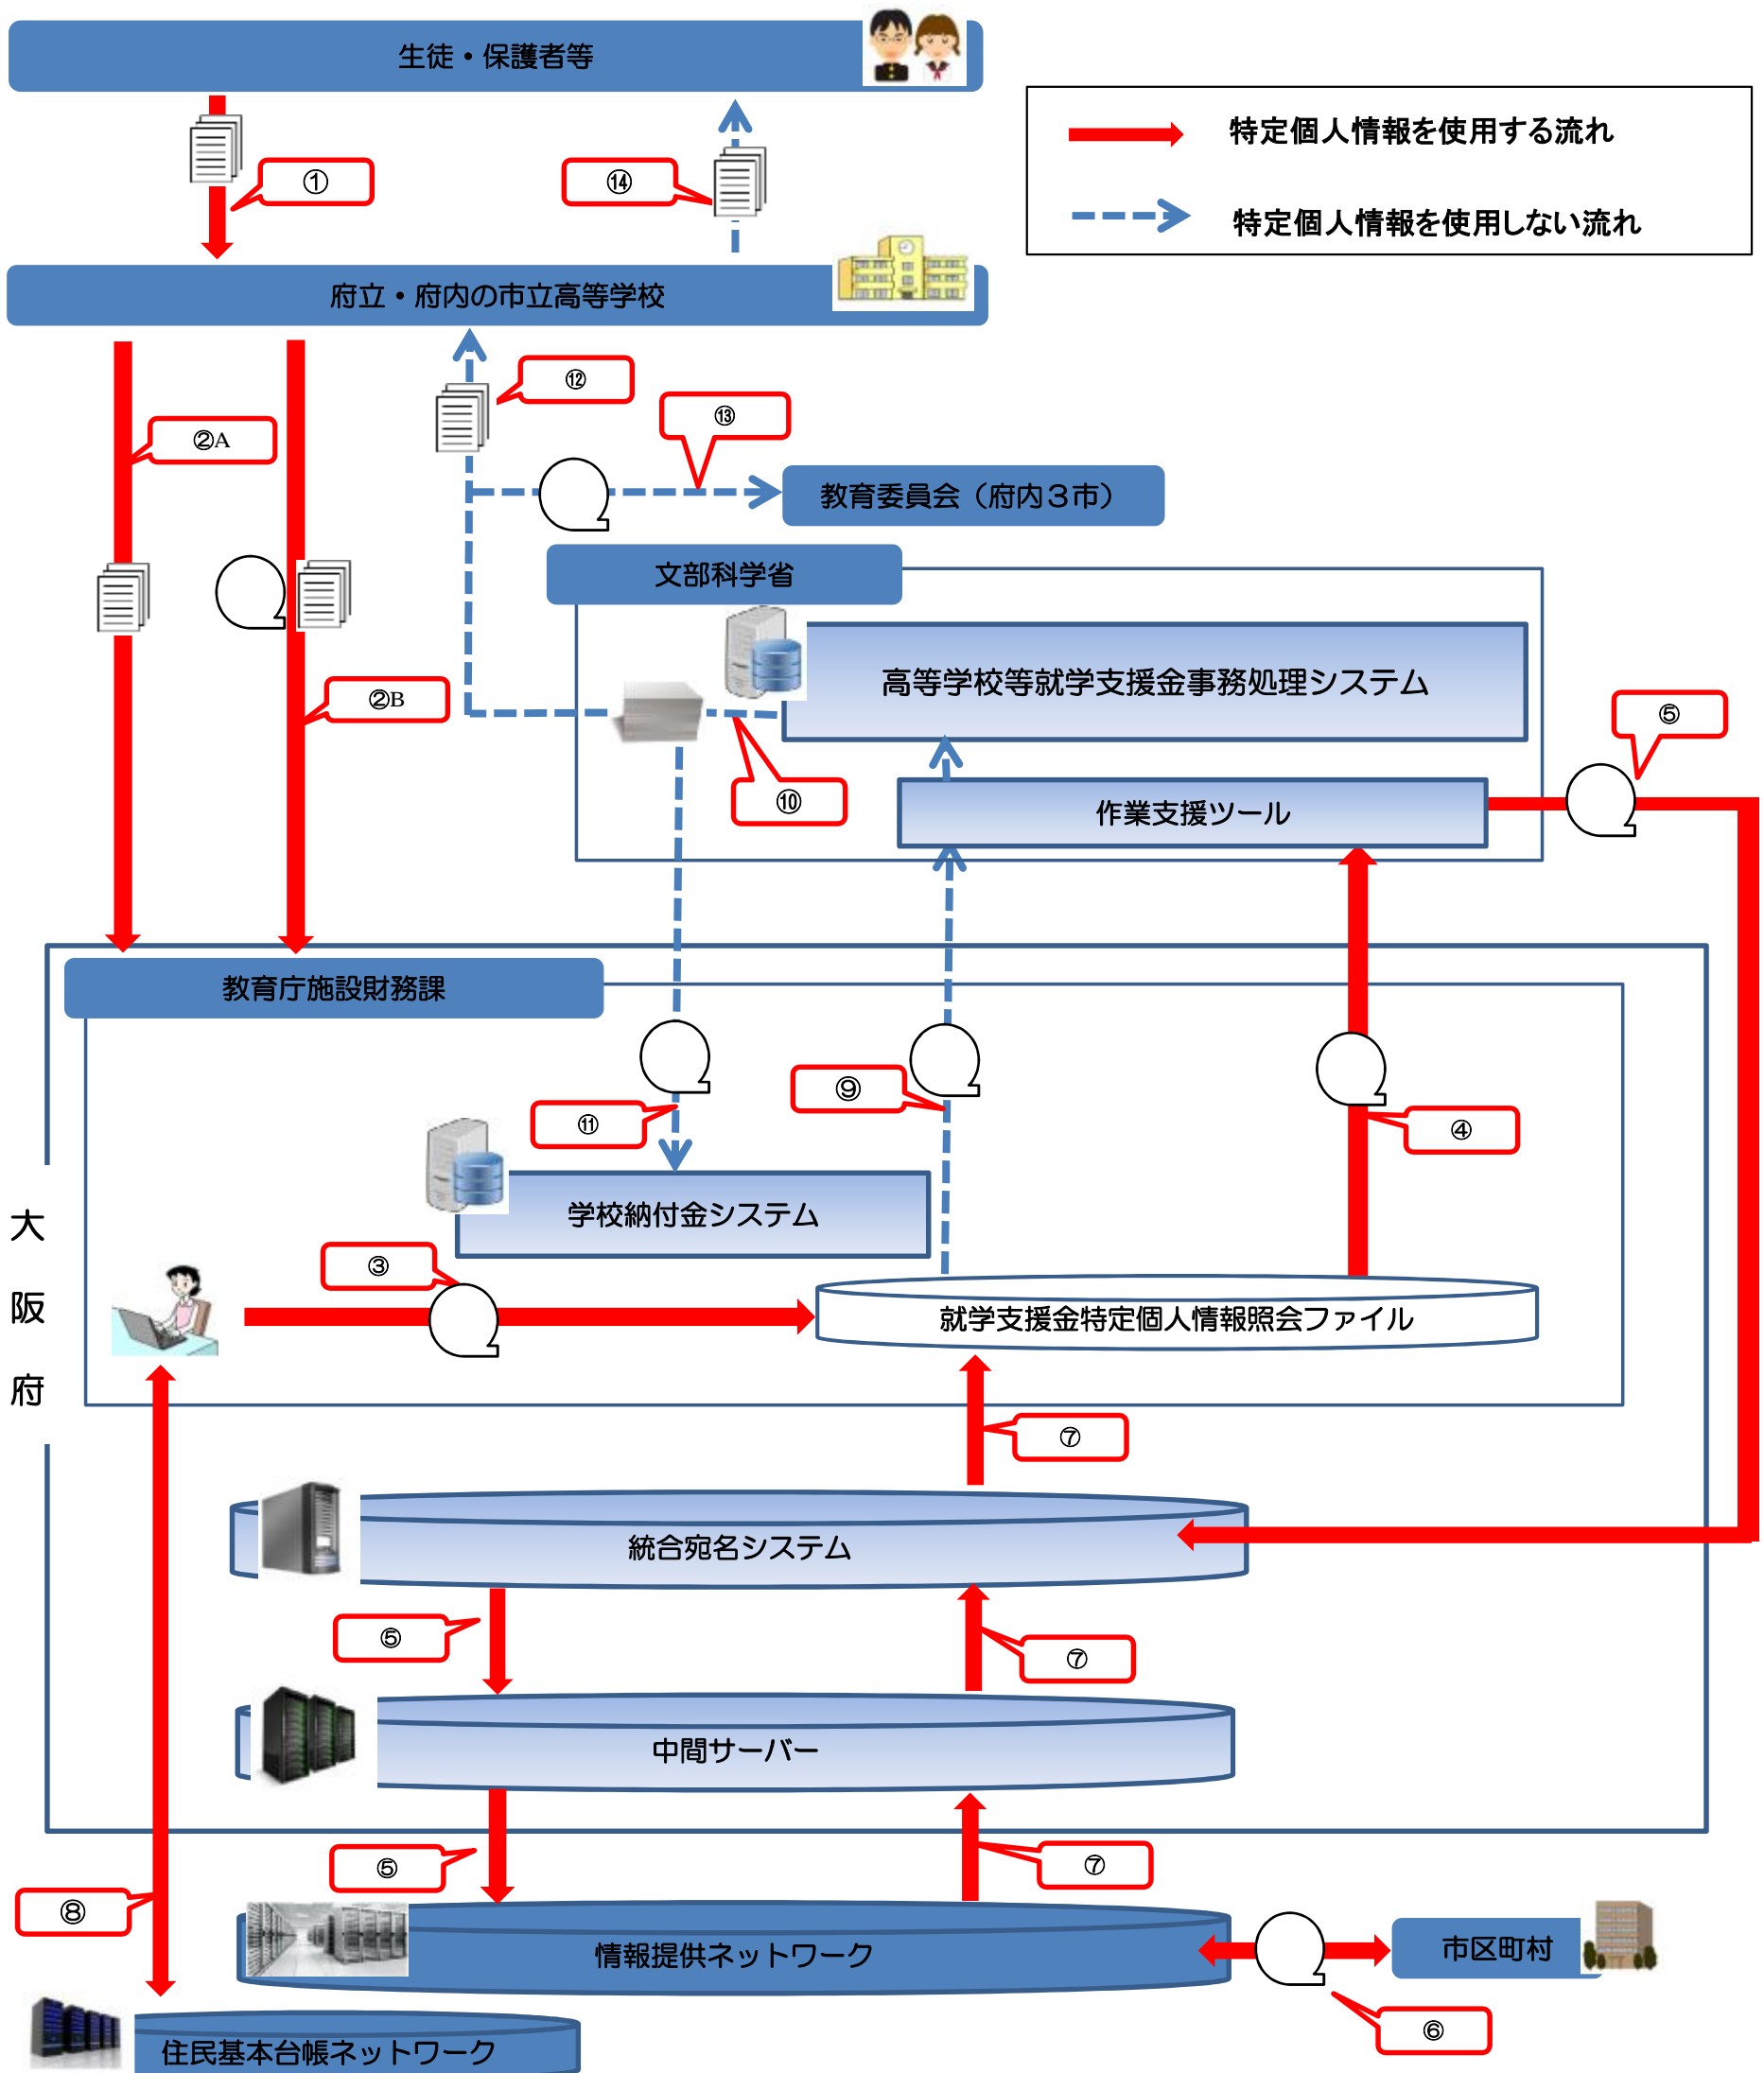 生徒・保護者等
特定個人情報を使用する流れ
①
⑭
特定個人情報を使用しない流れ
府立・府内の市立高等学校
⑫
⑬
②A
教育委員会（府内３市）
文部科学省
高等学校等就学支援金事務処理システム
②B
⑤
⑩
作業支援ツール
教育庁施設財務課
⑨
⑪
④
学校納付金システム
大阪府
③
就学支援金特定個人情報照会ファイル
⑦
統合宛名システム
⑤
⑦
中間サーバー
⑤
⑦
⑧
情報提供ネットワーク
市区町村
⑥
住民基本台帳ネットワーク